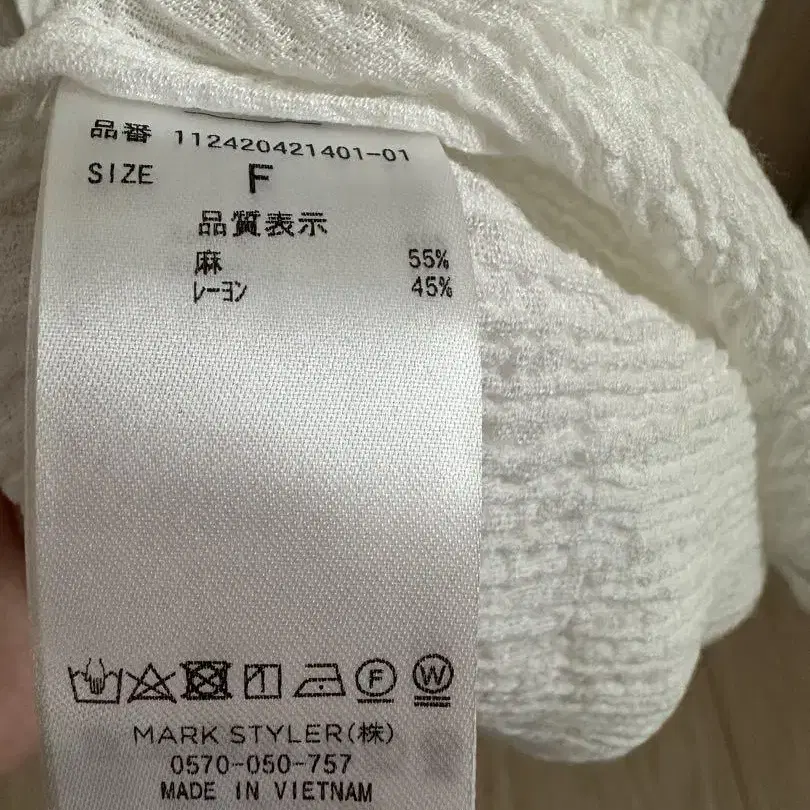 品番 112420421401-01
SIZE F
品質表示
麻 55%
レーヨン 45%
F W
MARK STYLER(株)
0570-050-757
MADE IN VIETNAM